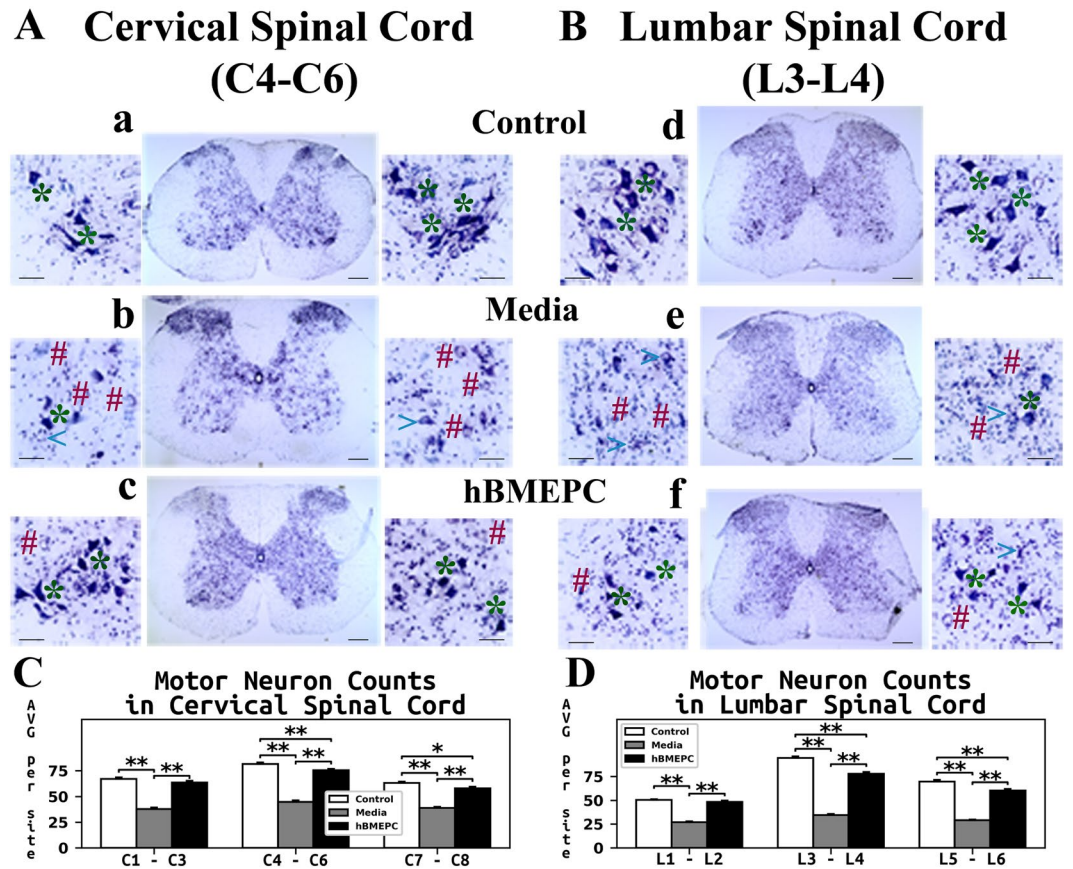 A Cervical Spinal Cord B Lumbar Spinal Cord
(C4-C6) (L3-L4)
a Control d
* * * * * * * * * *
b Media e
# # # * < # # # > > # # > # > * #
c hBMEPC f
# * * # * * # * * > * * #
C Motor Neuron Counts
in Cervical Spinal Cord
AVG per site
75
50
25
0
** ** ** ** ** * ** **
Control
Media
hBMEPC
C1 - C3 C4 - C6 C7 - C8
D Motor Neuron Counts
in Lumbar Spinal Cord
AVG per site
75
50
25
0
Control
Media
hBMEPC
** ** ** ** ** ** ** **
L1 - L2 L3 - L4 L5 - L6